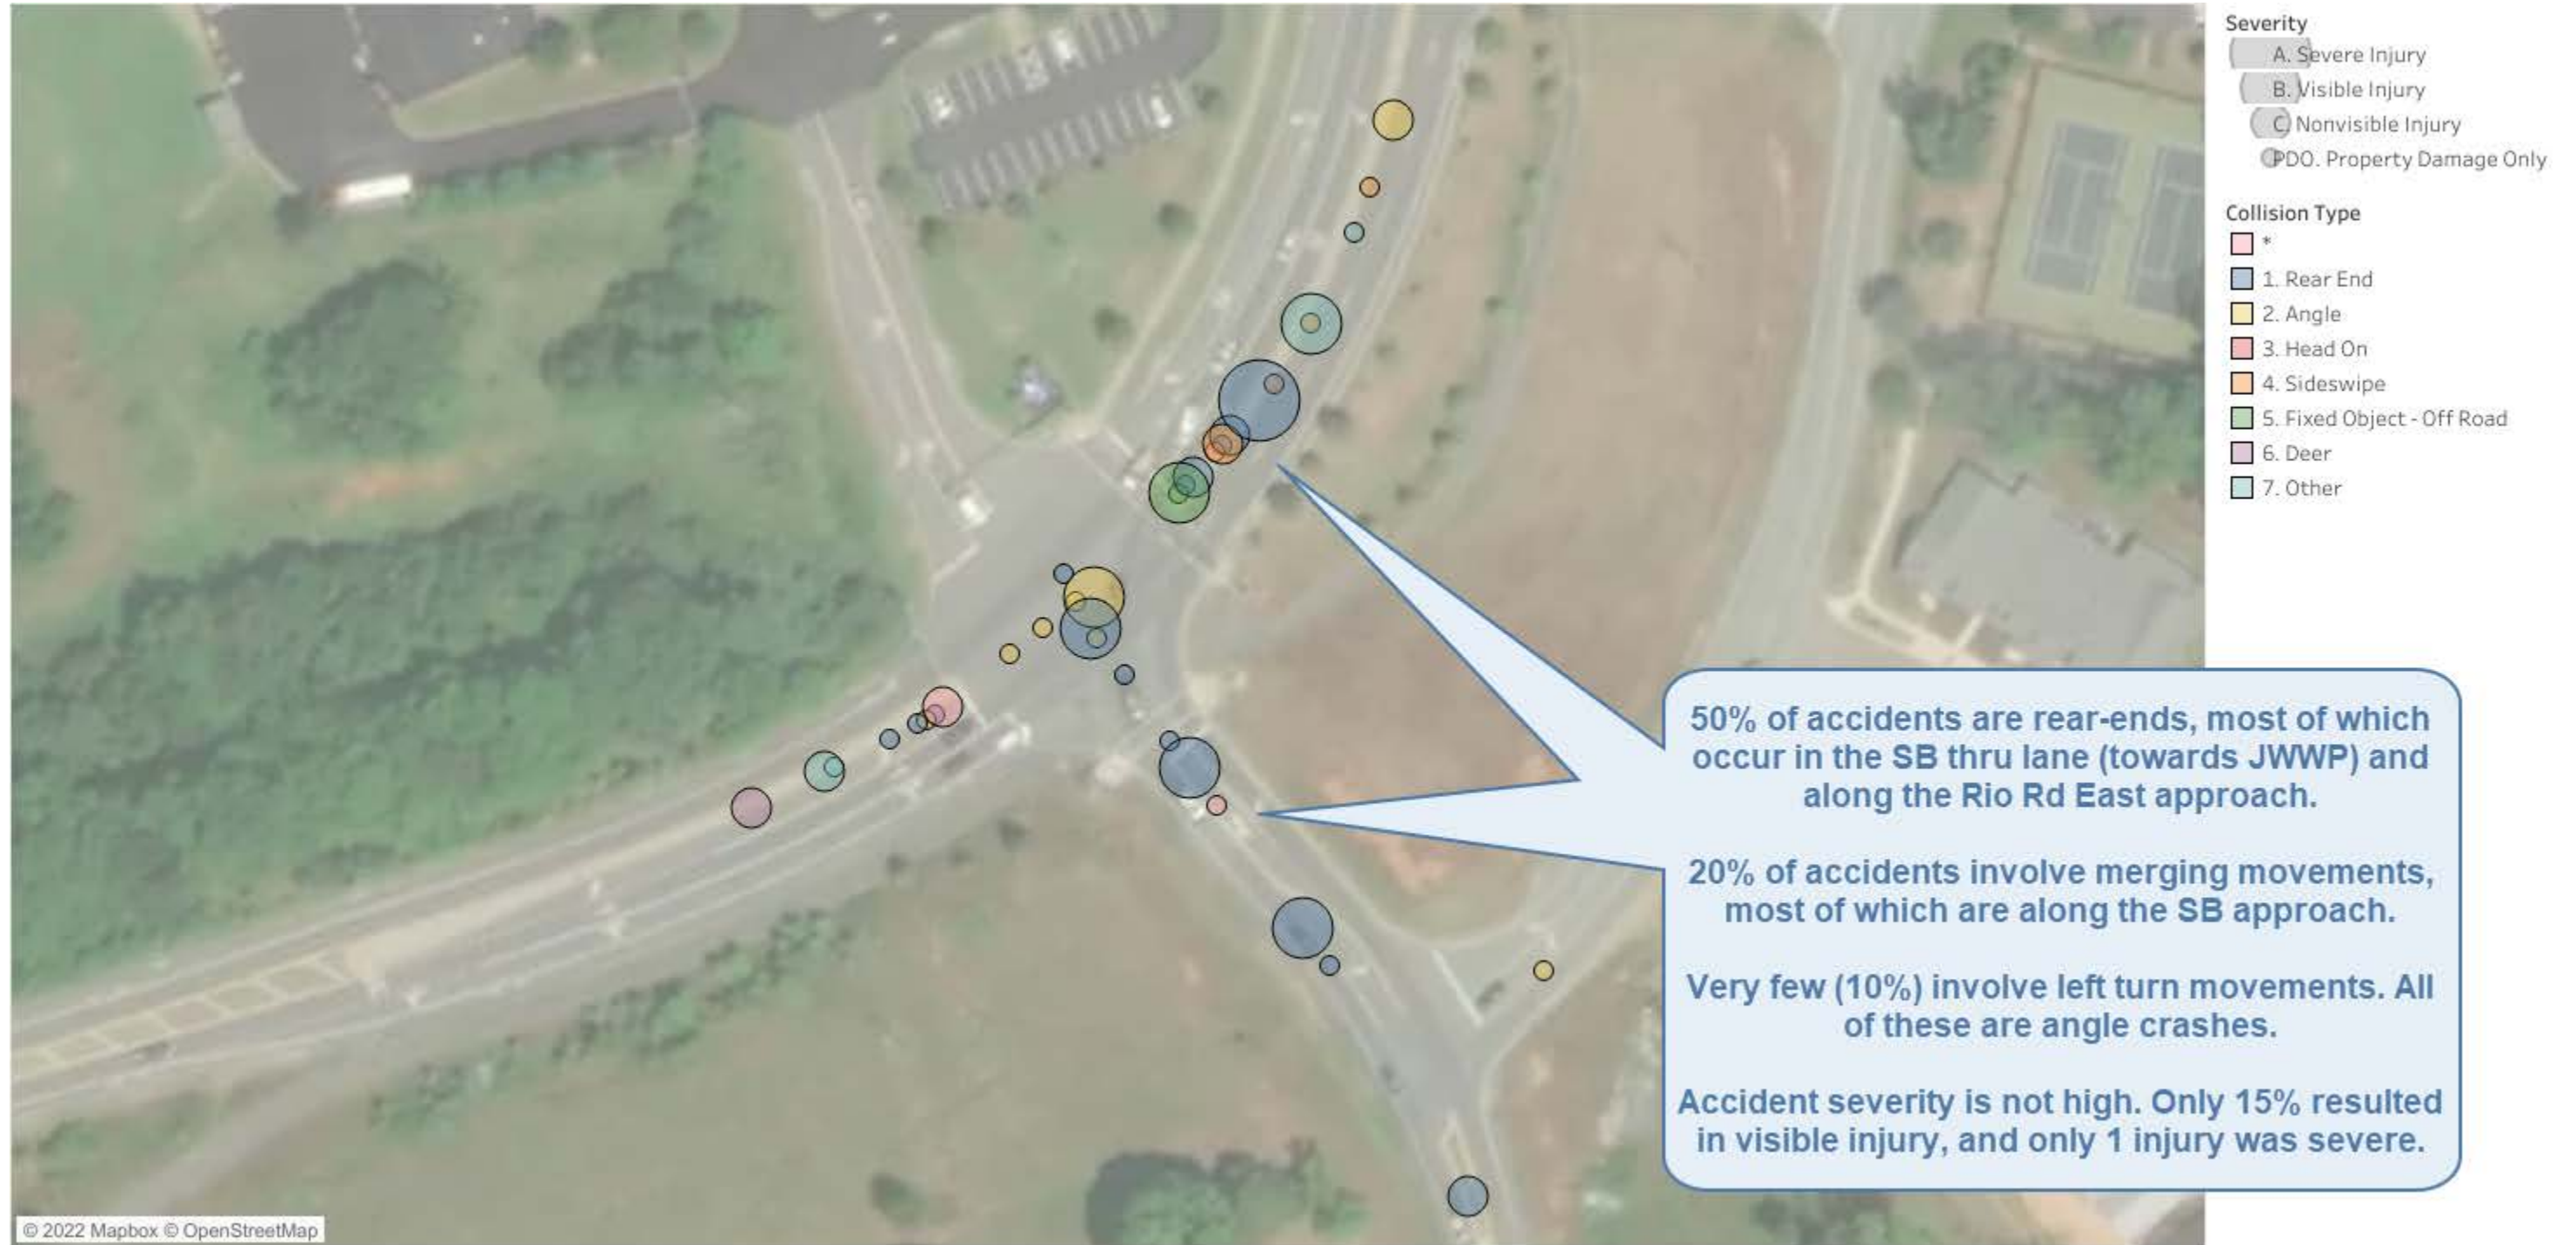 Severity
A. Severe Injury
B. Visible Injury
C. Nonvisible Injury
PDO. Property Damage Only
Collision Type
*
1. Rear End
2. Angle
3. Head On
4. Sideswipe
5. Fixed Object - Off Road
6. Deer
7. Other
50% of accidents are rear-ends, most of which
occur in the SB thru lane (towards JWWP) and
along the Rio Rd East approach.
20% of accidents involve merging movements,
most of which are along the SB approach.
Very few (10%) involve left turn movements. All
of these are angle crashes.
Accident severity is not high. Only 15% resulted
in visible injury, and only 1 injury was severe.
© 2022 Mapbox © OpenStreetMap